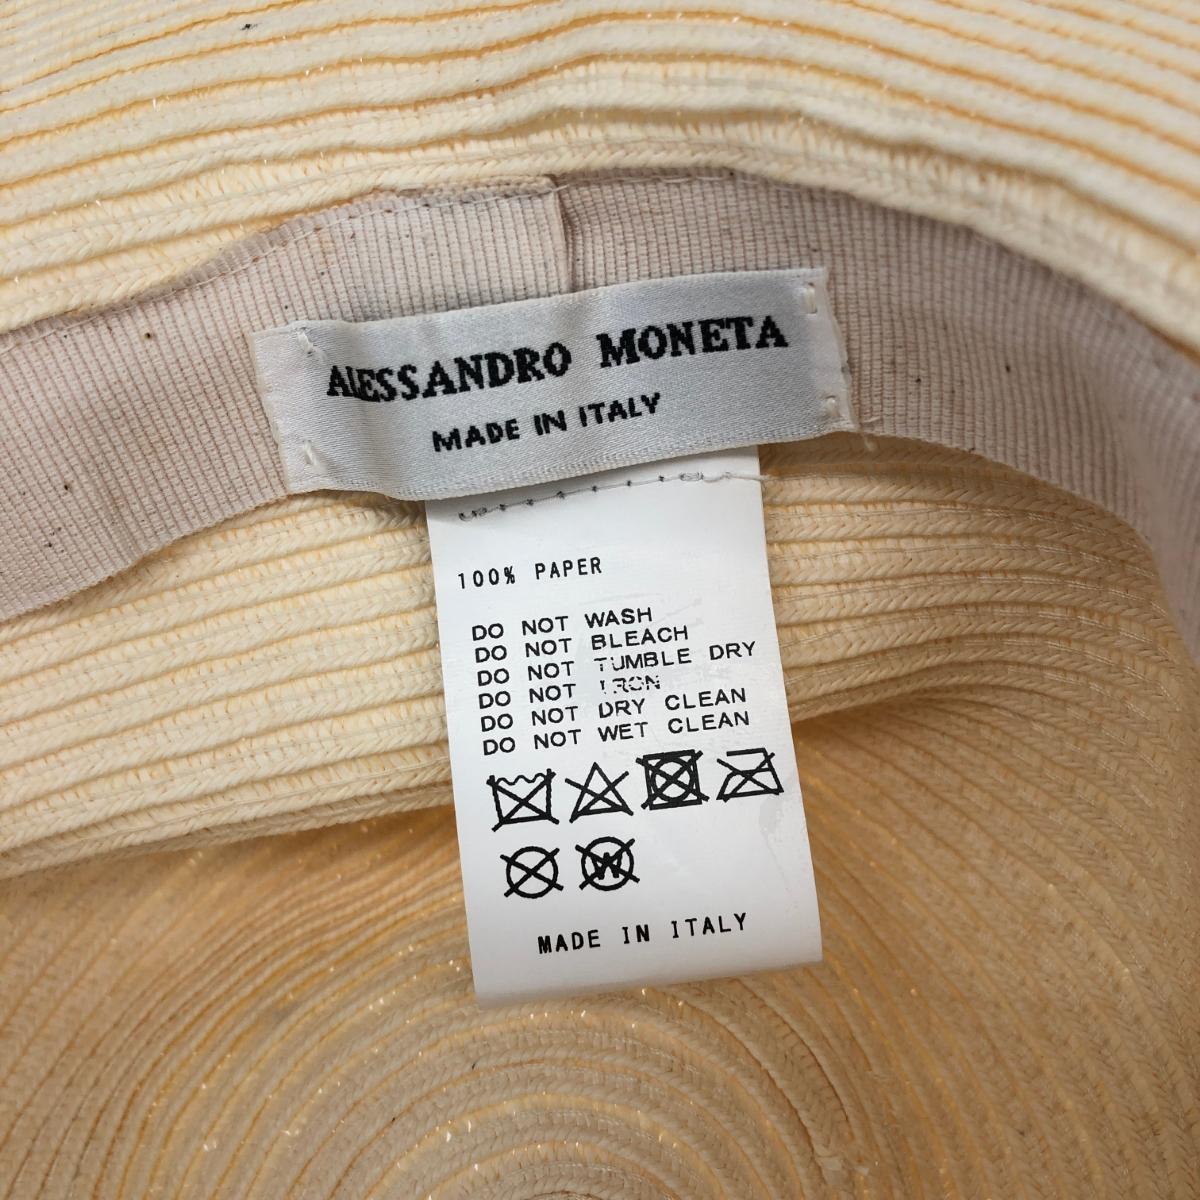 ALESSANDRO MONETA
MADE IN ITALY
100% PAPER
DO NOT WASH
DO NOT BLEACH
DO NOT TUMBLE DRY
DO NOT IRON
DO NOT DRY CLEAN
DO NOT WET CLEAN
W
MADE IN ITALY